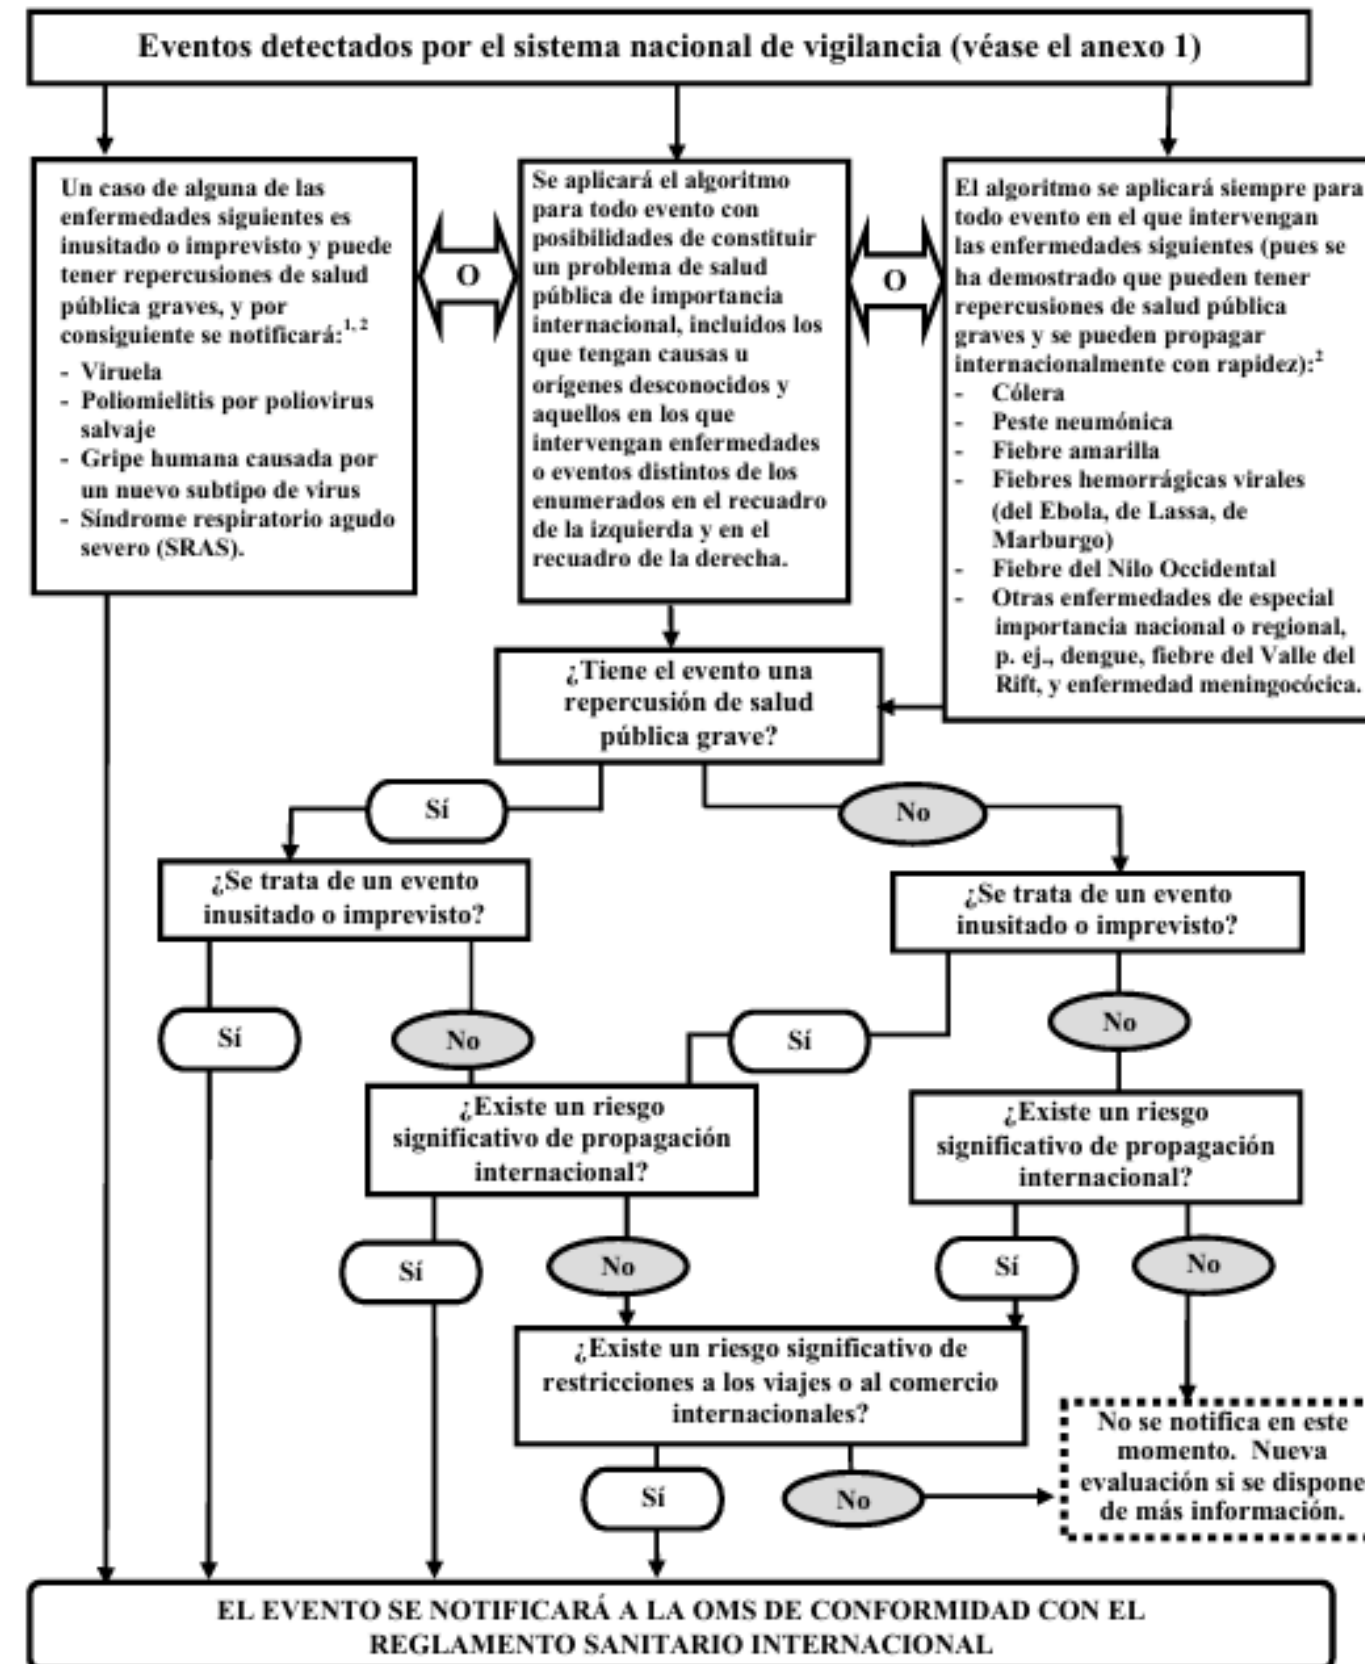 Eventos detectados por el sistema nacional de vigilancia (véase el anexo 1)
Un caso de alguna de las
enfermedades siguientes es
inusitado o imprevisto y puede
tener repercusiones de salud
pública graves, y por
consiguiente se notificará:1, 2
- Viruela
- Poliomielitis por poliovirus
salvaje
- Gripe humana causada por
un nuevo subtipo de virus
- Síndrome respiratorio agudo
severo (SRAS).
O
Se aplicará el algoritmo
para todo evento con
posibilidades de constituir
un problema de salud
pública de importancia
internacional, incluidos los
que tengan causas u
orígenes desconocidos y
aquellos en los que
intervengan enfermedades
o eventos distintos de los
enumerados en el recuadro
de la izquierda y en el
recuadro de la derecha.
O
El algoritmo se aplicará siempre para
todo evento en el que intervengan
las enfermedades siguientes (pues se
ha demostrado que pueden tener
repercusiones de salud pública
graves y se pueden propagar
internacionalmente con rapidez):2
- Cólera
- Peste neumónica
- Fiebre amarilla
- Fiebres hemorrágicas virales
(del Ebola, de Lassa, de
Marburgo)
- Fiebre del Nilo Occidental
- Otras enfermedades de especial
importancia nacional o regional,
p. ej., dengue, fiebre del Valle del
Rift, y enfermedad meningocócica.
¿Tiene el evento una
repercusión de salud
pública grave?
Sí
No
¿Se trata de un evento
inusitado o imprevisto?
¿Se trata de un evento
inusitado o imprevisto?
Sí
No
Sí
No
¿Existe un riesgo
significativo de propagación
internacional?
¿Existe un riesgo
significativo de propagación
internacional?
Sí
No
Sí
No
¿Existe un riesgo significativo de
restricciones a los viajes o al comercio
internacionales?
Sí
No
No se notifica en este
momento. Nueva
evaluación si se dispone
de más información.
EL EVENTO SE NOTIFICARÁ A LA OMS DE CONFORMIDAD CON EL
REGLAMENTO SANITARIO INTERNACIONAL